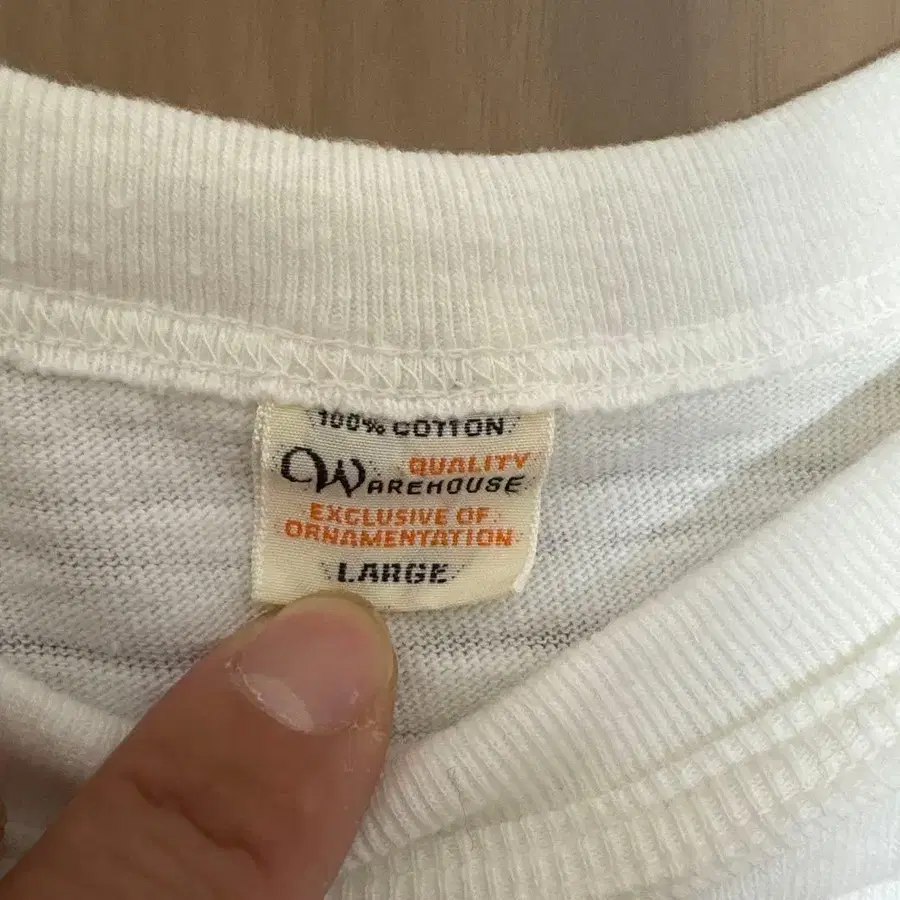 100% COTTON
QUALITY
WAREHOUSE
EXCLUSIVE OF
ORNAMENTATION
LARGE